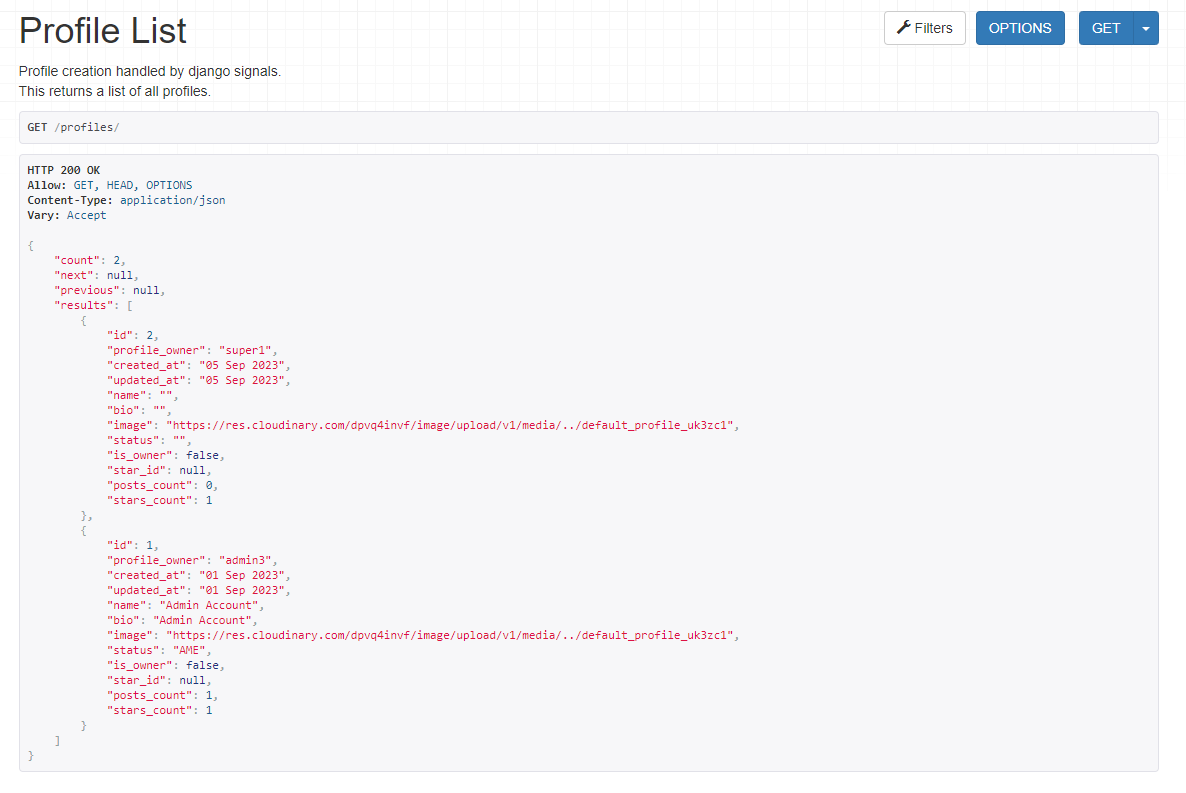 Profile List
Filters
OPTIONS
GET
Profile creation handled by django signals.
This returns a list of all profiles.
GET /profiles/
HTTP 200 OK
Allow: GET, HEAD, OPTIONS
Content-Type: application/json
Vary: Accept
{
    "count": 2,
    "next": null,
    "previous": null,
    "results": [
        {
            "id": 2,
            "profile_owner": "super1",
            "created_at": "05 Sep 2023",
            "updated_at": "05 Sep 2023",
            "name": "",
            "bio": "",
            "image": "https://res.cloudinary.com/dpvq4invf/image/upload/v1/media/../default_profile_uk3zc1",
            "status": "",
            "is_owner": false,
            "star_id": null,
            "posts_count": 0,
            "stars_count": 1
        },
        {
            "id": 1,
            "profile_owner": "admin3",
            "created_at": "01 Sep 2023",
            "updated_at": "01 Sep 2023",
            "name": "Admin Account",
            "bio": "Admin Account",
            "image": "https://res.cloudinary.com/dpvq4invf/image/upload/v1/media/../default_profile_uk3zc1",
            "status": "AME",
            "is_owner": false,
            "star_id": null,
            "posts_count": 1,
            "stars_count": 1
        }
    ]
}